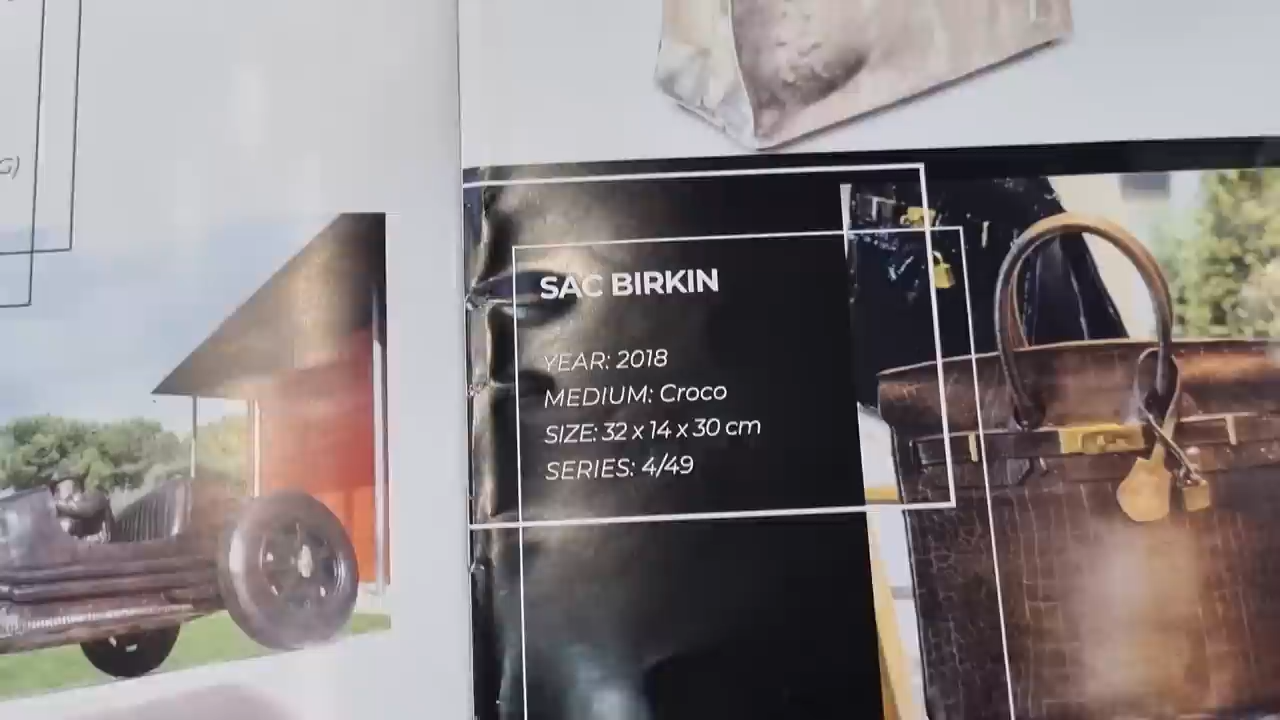 G)
SAC BIRKIN
YEAR: 2018
MEDIUM: Croco
SIZE: 32 x 14 x 30 cm
SERIES: 4/49